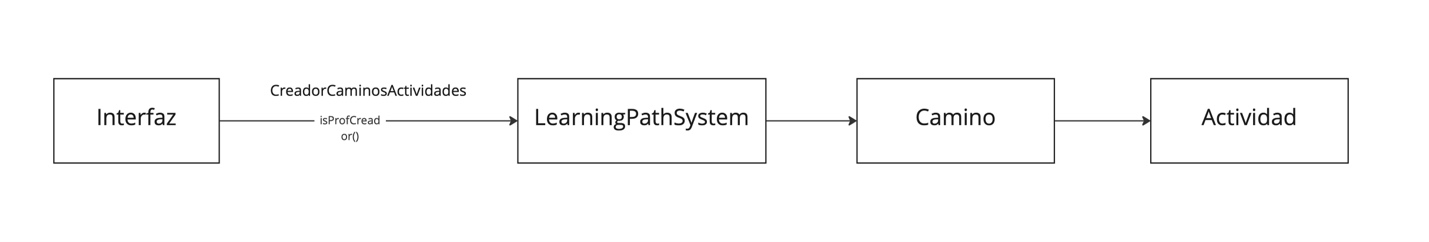 CreadorCaminosActividades
Interfaz
isProfCread
or()
LearningPathSystem
Camino
Actividad